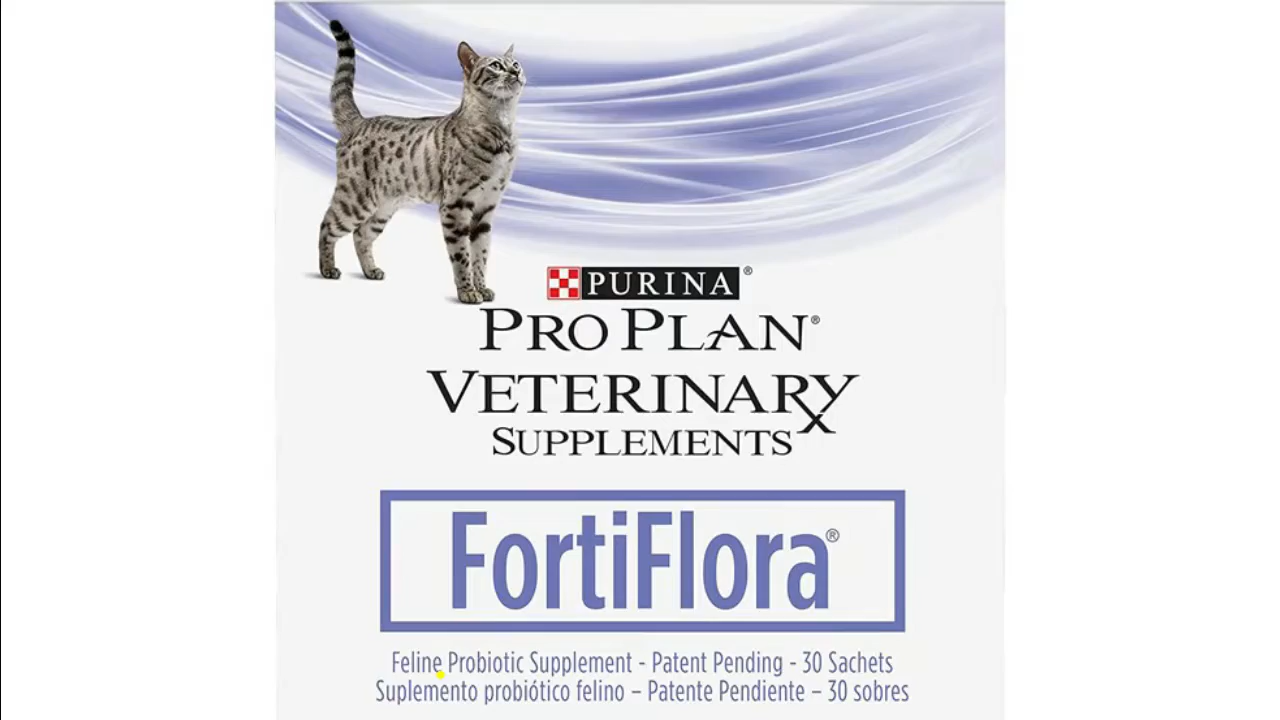 PURINA®
PRO PLAN®
VETERINARY
SUPPLEMENTS
FortiFlora®
Feline Probiotic Supplement - Patent Pending - 30 Sachets
Suplemento probiótico felino – Patente Pendiente – 30 sobres